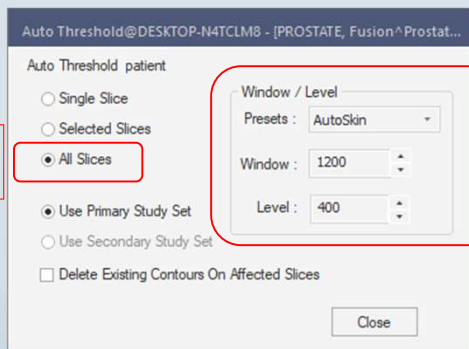 Auto Threshold@DESKTOP-N4TCLM8 - [PROSTATE, Fusion^Prostat...
Auto Threshold patient
Single Slice
Selected Slices
All Slices
Use Primary Study Set
Use Secondary Study Set
Delete Existing Contours On Affected Slices
Window / Level
Presets : AutoSkin
Window : 1200
Level : 400
Close